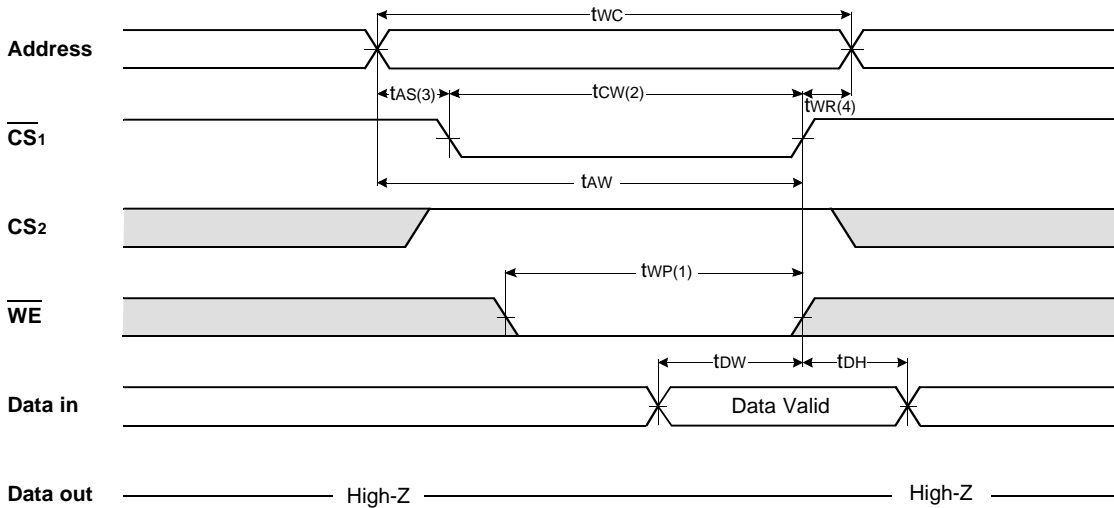 tWC
Address
tAS(3)
tCW(2)
tWR(4)
CS1
tAW
CS2
tWP(1)
WE
tDW
tDH
Data in
Data Valid
Data out
High-Z
High-Z